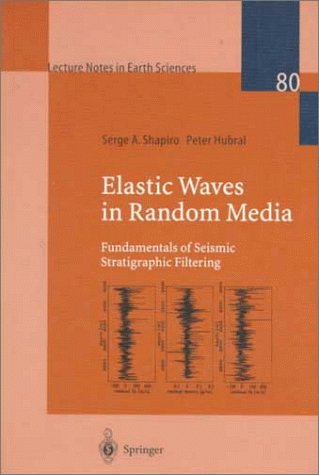 Lecture Notes in Earth Sciences
80
Serge A. Shapiro Peter Hubral
Elastic Waves
in Random Media
Fundamentals of Seismic
Stratigraphic Filtering
Springer